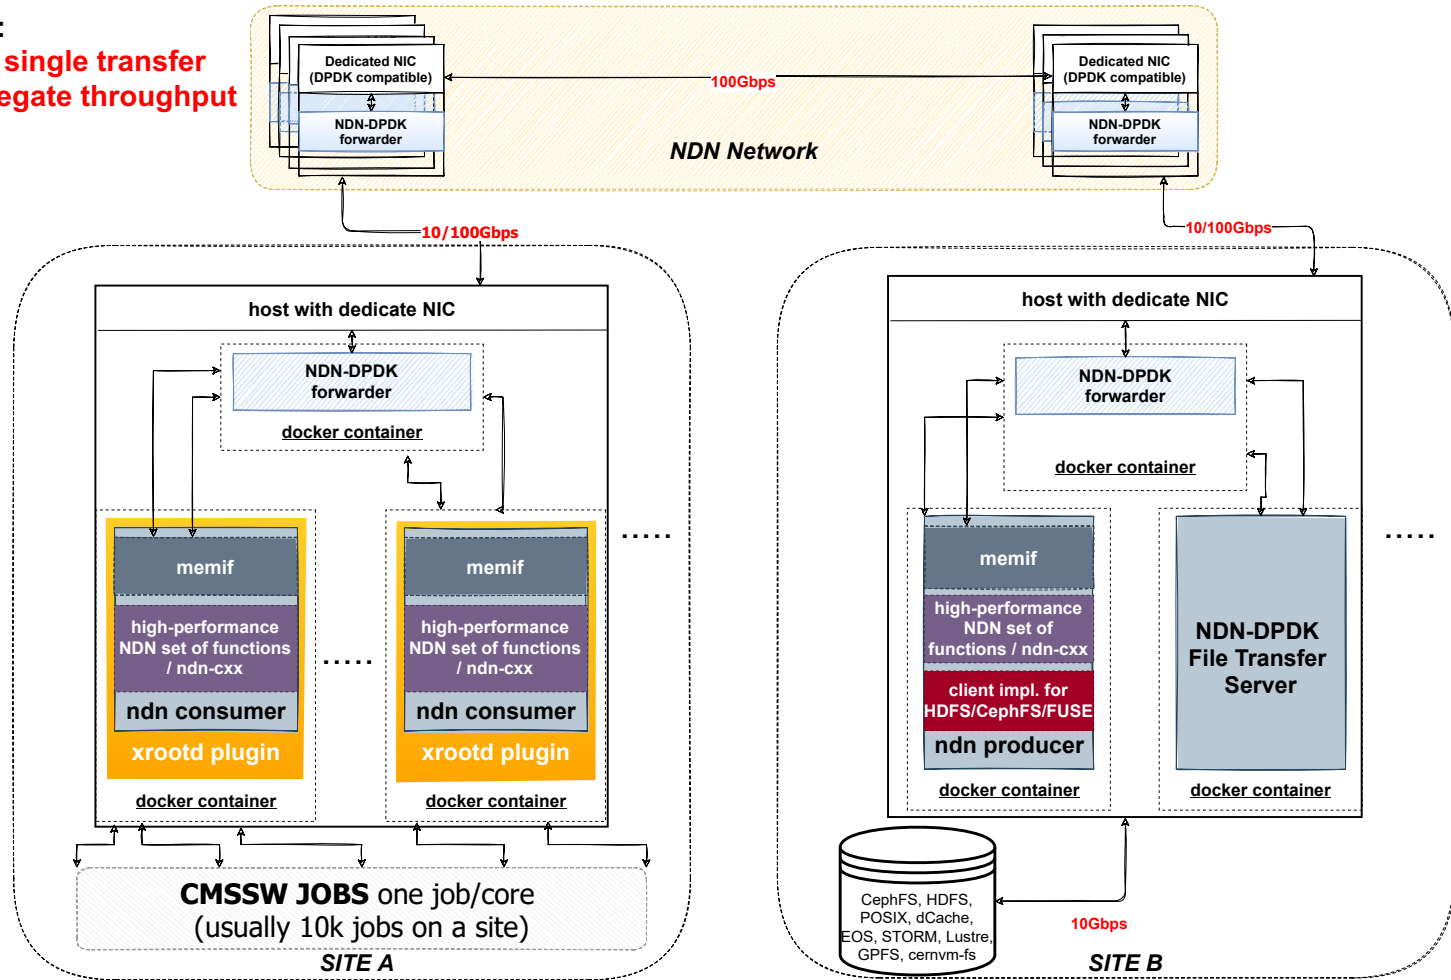 :
single transfer
egate throughput
Dedicated NIC
(DPDK compatible)
NDN-DPDK
forwarder
100Gbps
NDN Network
Dedicated NIC
(DPDK compatible)
NDN-DPDK
forwarder
10/100Gbps
10/100Gbps
host with dedicate NIC
NDN-DPDK
forwarder
docker container
memif
high-performance
NDN set of functions
/ ndn-cxx
ndn consumer
xrootd plugin
docker container
.....
memif
high-performance
NDN set of functions
/ ndn-cxx
ndn consumer
xrootd plugin
docker container
.....
CMSSW JOBS one job/core
(usually 10k jobs on a site)
SITE A
host with dedicate NIC
NDN-DPDK
forwarder
docker container
memif
high-performance
NDN set of
functions / ndn-cxx
client impl. for
HDFS/CephFS/FUSE
ndn producer
docker container
NDN-DPDK
File Transfer
Server
docker container
.....
CephFS, HDFS,
POSIX, dCache,
EOS, STORM, Lustre,
GPFS, cernvm-fs
10Gbps
SITE B